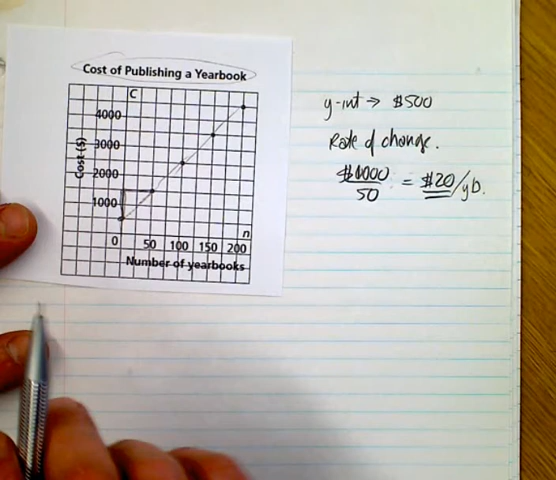 Cost of Publishing a Yearbook
C
4000
3000
2000
1000
Cost ($)
0
50
100
150
200
n
Number of yearbooks
y-int → $500
Rate of change.
$1000
50
= $20/yb.